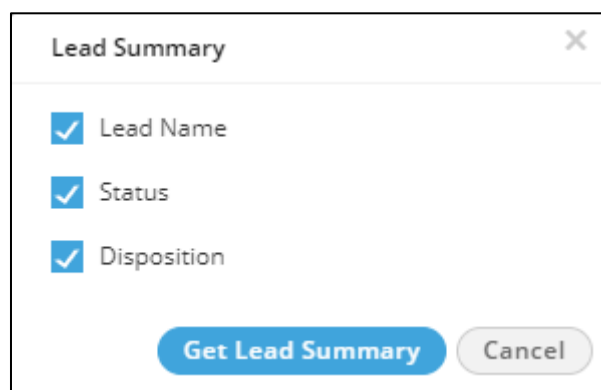 Lead Summary
Lead Name
Status
Disposition
Get Lead Summary Cancel